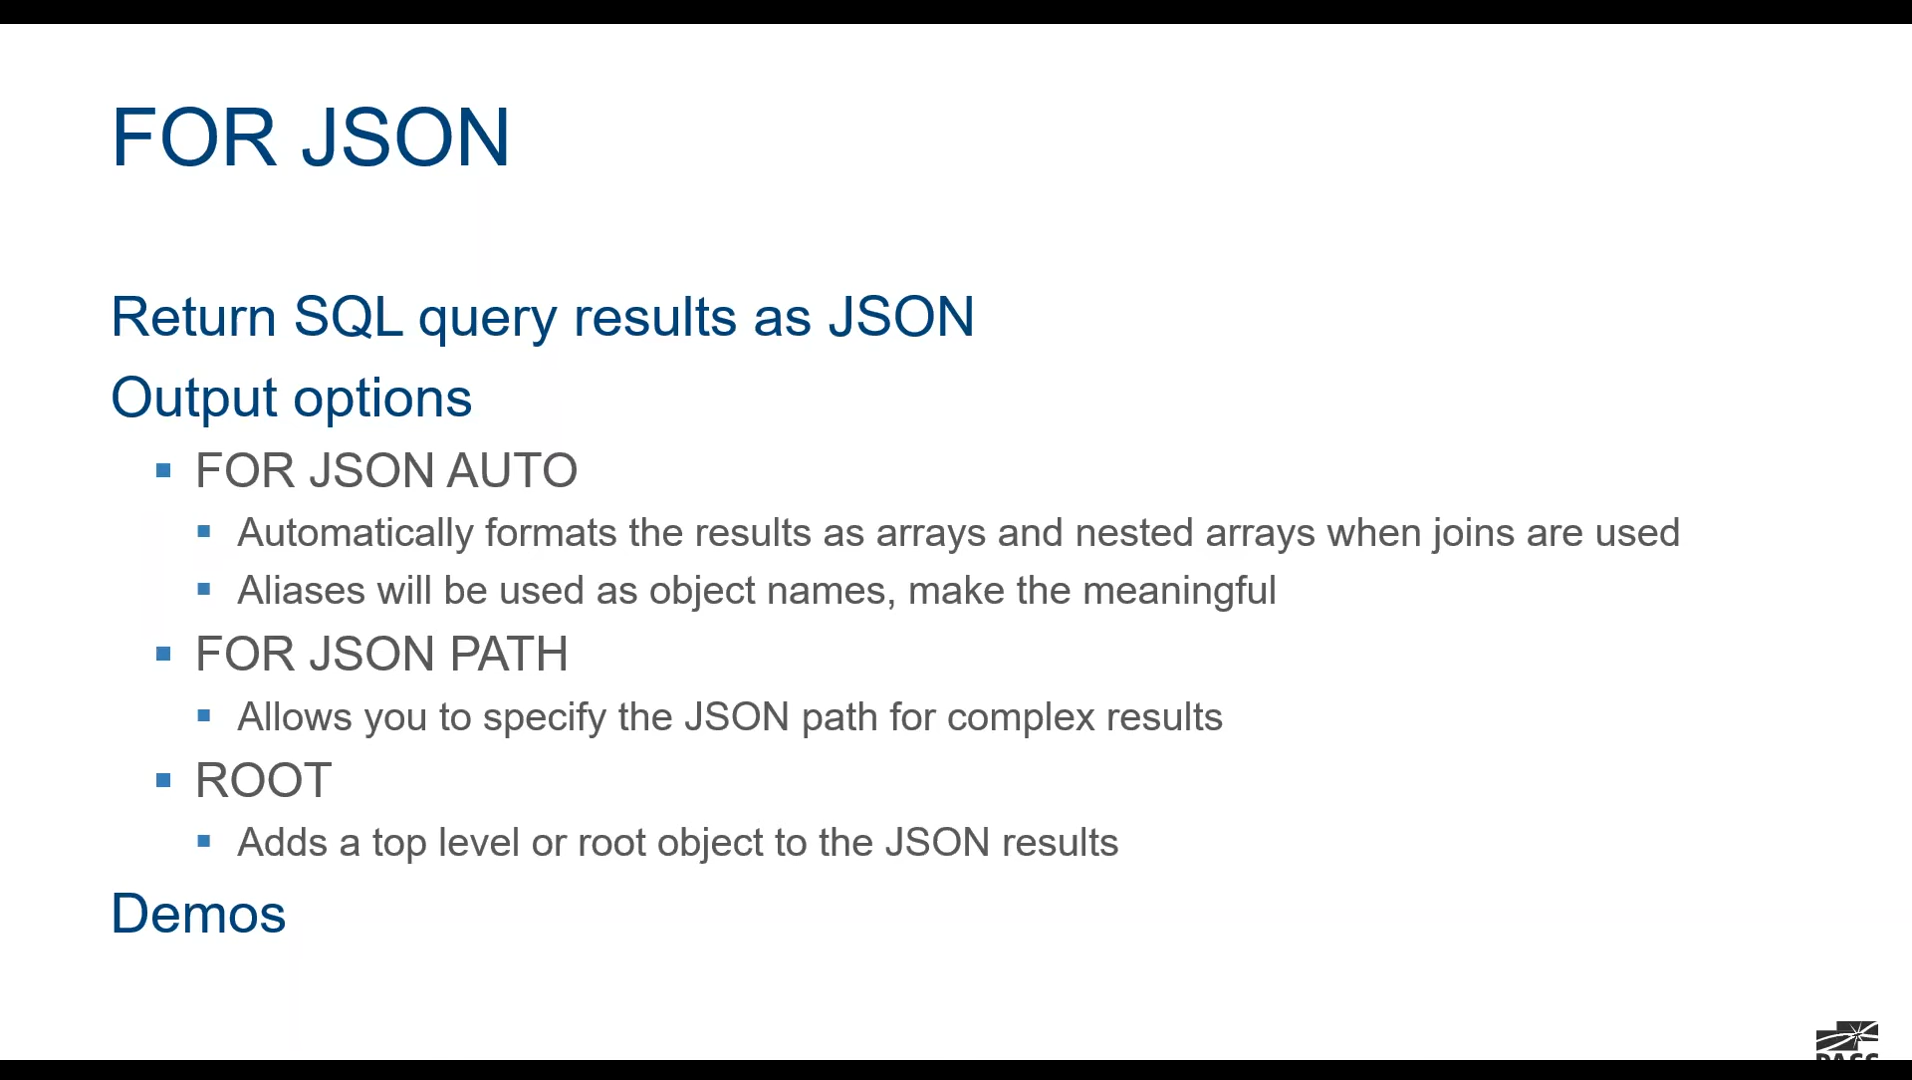 FOR JSON
Return SQL query results as JSON
Output options
FOR JSON AUTO
Automatically formats the results as arrays and nested arrays when joins are used
Aliases will be used as object names, make the meaningful
FOR JSON PATH
Allows you to specify the JSON path for complex results
ROOT
Adds a top level or root object to the JSON results
Demos
PASS